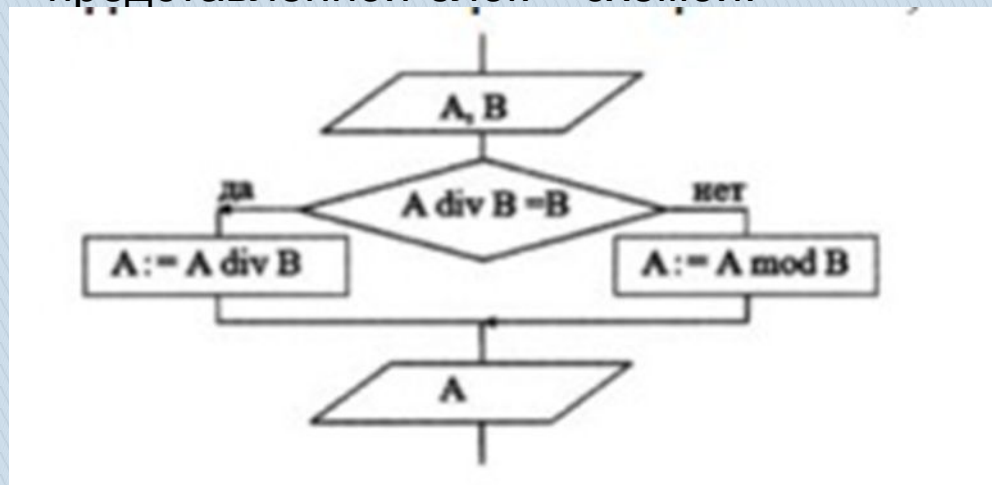 A, B
да
нет
A div B =B
A := A div B
A := A mod B
A